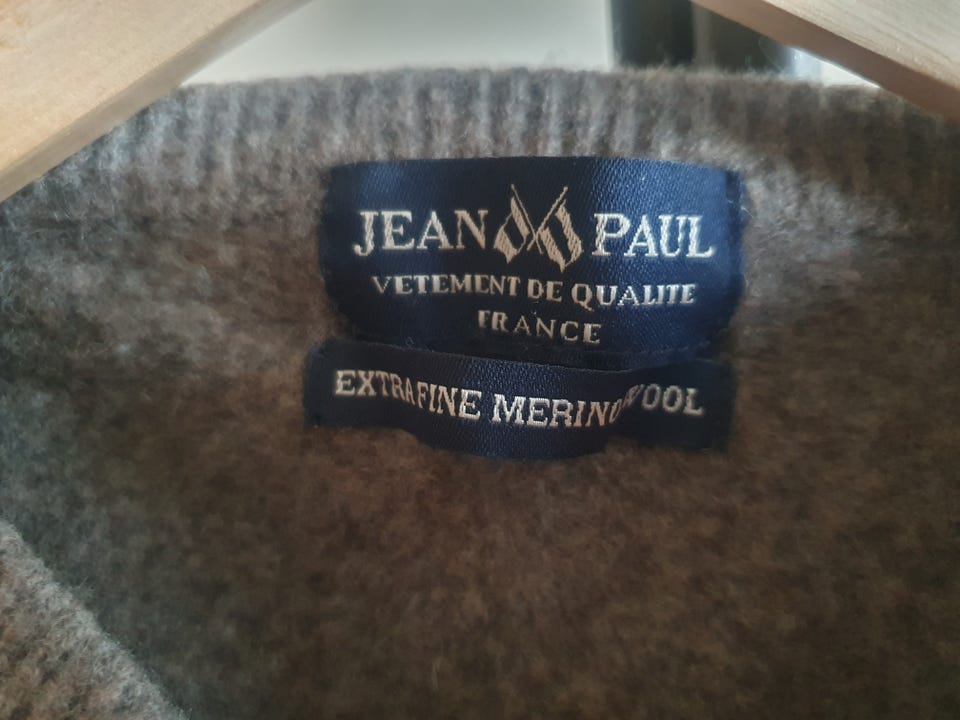 JEAN PAUL
VETEMENT DE QUALITE
FRANCE
EXTRAFINE MERINO WOOL